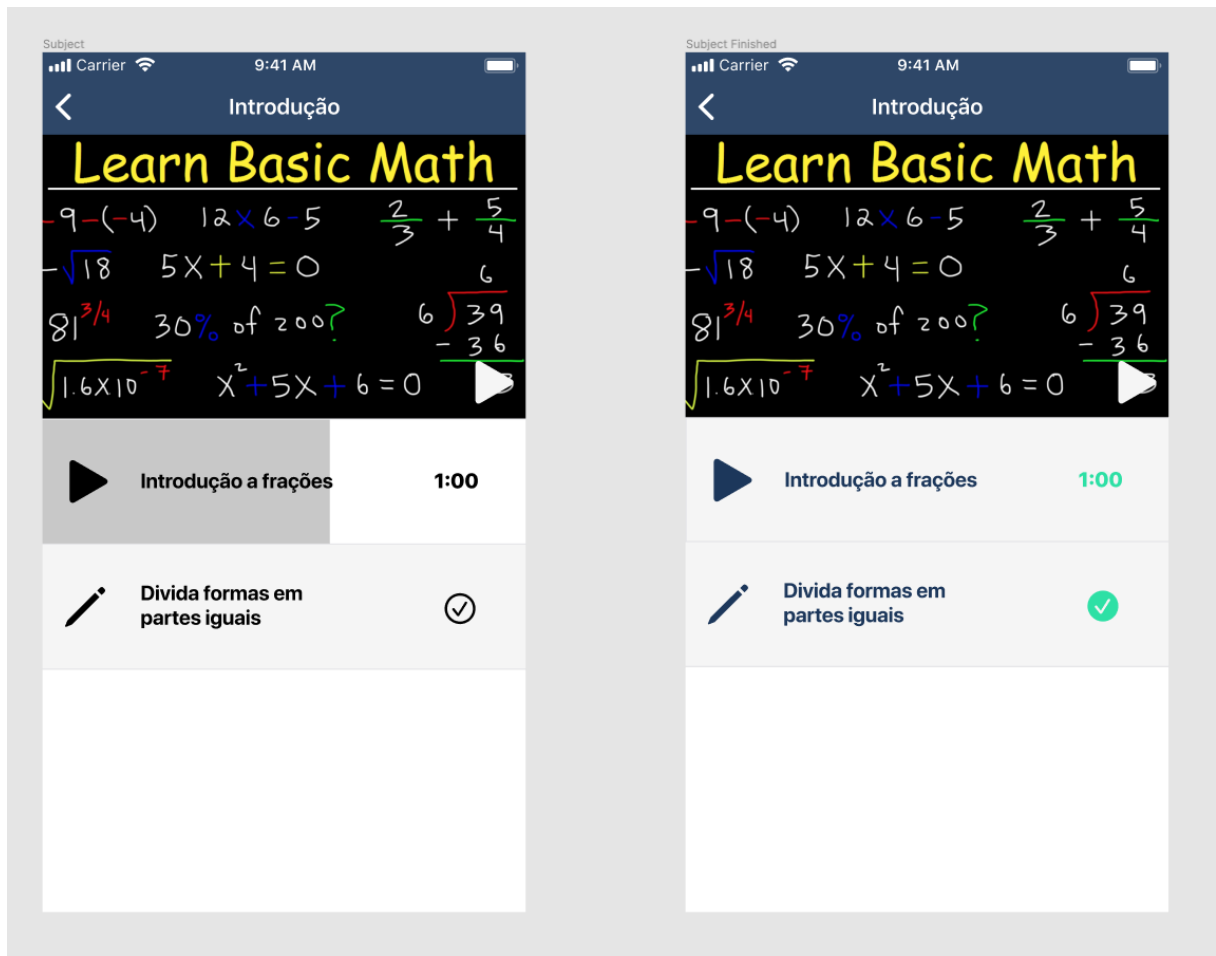 Subject
Carrier 9:41 AM
Introdução
Learn Basic Math
-9-(-4) 12x6-5 2/3 + 5/4
-√18 5x+4=0
81^3/4 30% of 200? 6
6)39
-36
√1.6x10^-7 x²+5x+6=0
Introdução a frações 1:00
Divida formas em
partes iguais
Subject Finished
Carrier 9:41 AM
Introdução
Learn Basic Math
-9-(-4) 12x6-5 2/3 + 5/4
-√18 5x+4=0
81^3/4 30% of 200? 6
6)39
-36
√1.6x10^-7 x²+5x+6=0
Introdução a frações 1:00
Divida formas em
partes iguais